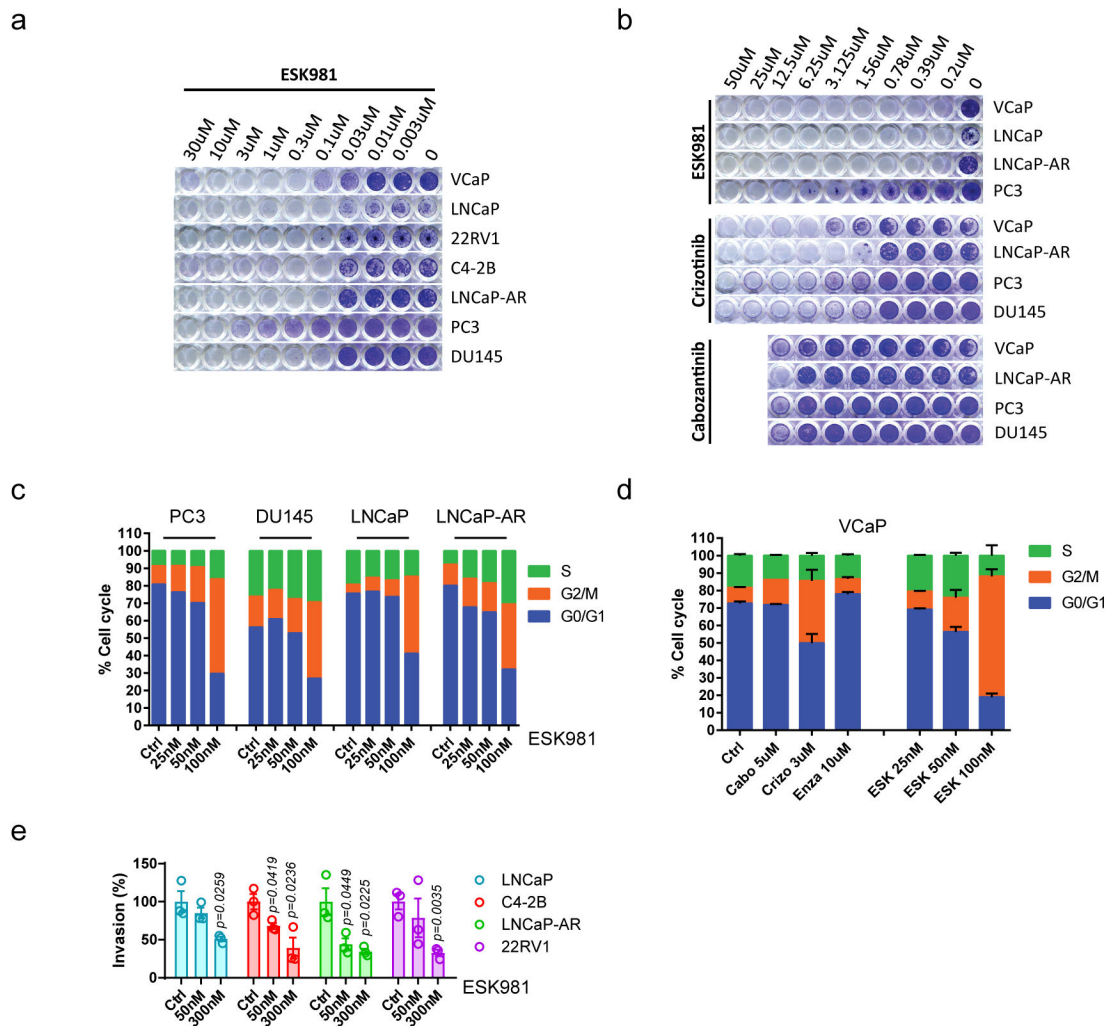 a
ESK981
30uM 10uM 3uM 1uM 0.3uM 0.1uM 0.03uM 0.01uM 0.003uM 0
VCaP
LNCaP
22RV1
C4-2B
LNCaP-AR
PC3
DU145
b
50uM 25uM 12.5uM 6.25uM 3.125uM 1.56uM 0.78uM 0.39uM 0.2uM 0
ESK981
VCaP
LNCaP
LNCaP-AR
PC3
Crizotinib
VCaP
LNCaP-AR
PC3
DU145
Cabozantinib
VCaP
LNCaP-AR
PC3
DU145
c
PC3 DU145 LNCaP LNCaP-AR
% Cell cycle
110
100
90
80
70
60
50
40
30
20
10
0
S
G2/M
G0/G1
Ctrl 25nM 50nM 100nM Ctrl 25nM 50nM 100nM Ctrl 25nM 50nM 100nM Ctrl 25nM 50nM 100nM
ESK981
d
VCaP
% Cell cycle
110
100
90
80
70
60
50
40
30
20
10
0
S
G2/M
G0/G1
Ctrl Cabo 5uM Crizo 3uM Enza 10uM ESK 25nM ESK 50nM ESK 100nM
e
Invasion (%)
150
100
50
0
p=0.0259 p=0.0419 p=0.0236 p=0.0449 p=0.0225 p=0.0035
LNCaP
C4-2B
LNCaP-AR
22RV1
Ctrl 50nM 300nM Ctrl 50nM 300nM Ctrl 50nM 300nM Ctrl 50nM 300nM
ESK981